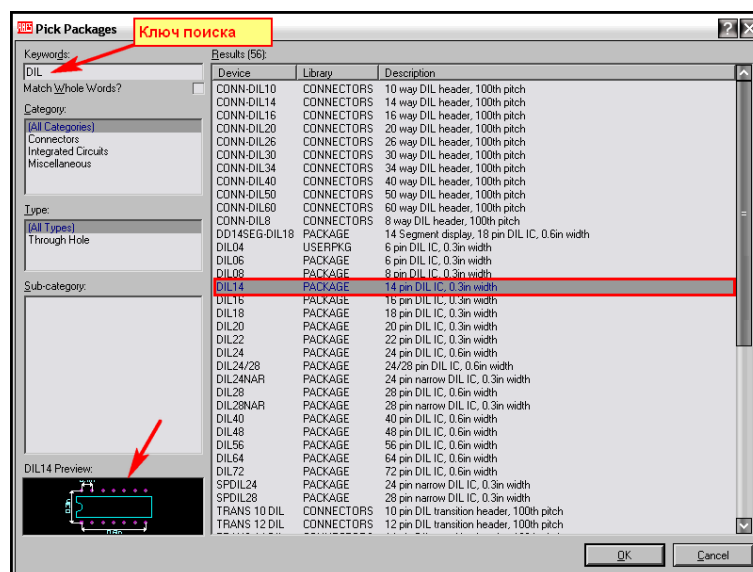 ARES Pick Packages
Ключ поиска
Keywords:
DIL
Match Whole Words?
Category:
(All Categories)
Connectors
Integrated Circuits
Miscellaneous
Type:
(All Types)
Through Hole
Sub-category:
DIL14 Preview:
Results (56):
Device Library Description
CONN-DIL10 CONNECTORS 10 way DIL header, 100th pitch
CONN-DIL14 CONNECTORS 14 way DIL header, 100th pitch
CONN-DIL16 CONNECTORS 16 way DIL header, 100th pitch
CONN-DIL20 CONNECTORS 20 way DIL header, 100th pitch
CONN-DIL26 CONNECTORS 26 way DIL header, 100th pitch
CONN-DIL30 CONNECTORS 30 way DIL header, 100th pitch
CONN-DIL34 CONNECTORS 34 way DIL header, 100th pitch
CONN-DIL40 CONNECTORS 40 way DIL header, 100th pitch
CONN-DIL50 CONNECTORS 50 way DIL header, 100th pitch
CONN-DIL60 CONNECTORS 60 way DIL header, 100th pitch
CONN-DIL8 CONNECTORS 8 way DIL header, 100th pitch
DD14SEG-DIL18 PACKAGE 14 Segment display, 18 pin DIL IC, 0.6in width
DIL04 USERPKG 6 pin DIL IC, 0.3in width
DIL06 PACKAGE 6 pin DIL IC, 0.3in width
DIL08 PACKAGE 8 pin DIL IC, 0.3in width
DIL14 PACKAGE 14 pin DIL IC, 0.3in width
DIL16 PACKAGE 16 pin DIL IC, 0.3in width
DIL18 PACKAGE 18 pin DIL IC, 0.3in width
DIL20 PACKAGE 20 pin DIL IC, 0.3in width
DIL22 PACKAGE 22 pin DIL IC, 0.3in width
DIL24 PACKAGE 24 pin DIL IC, 0.6in width
DIL24/28 PACKAGE 24/28 pin DIL IC, 0.6in width
DIL24NAR PACKAGE 24 pin narrow DIL IC, 0.3in width
DIL28 PACKAGE 28 pin DIL IC, 0.6in width
DIL28NAR PACKAGE 28 pin narrow DIL IC, 0.3in width
DIL40 PACKAGE 40 pin DIL IC, 0.6in width
DIL48 PACKAGE 48 pin DIL IC, 0.6in width
DIL56 PACKAGE 56 pin DIL IC, 0.6in width
DIL64 PACKAGE 64 pin DIL IC, 0.6in width
DIL72 PACKAGE 72 pin DIL IC, 0.6in width
SPDIL24 PACKAGE 24 pin narrow DIL IC, 0.3in width
SPDIL28 PACKAGE 28 pin narrow DIL IC, 0.3in width
TRANS 10 DIL CONNECTORS 10 pin DIL transition header, 100th pitch
TRANS 12 DIL CONNECTORS 12 pin DIL transition header, 100th pitch
OK Cancel